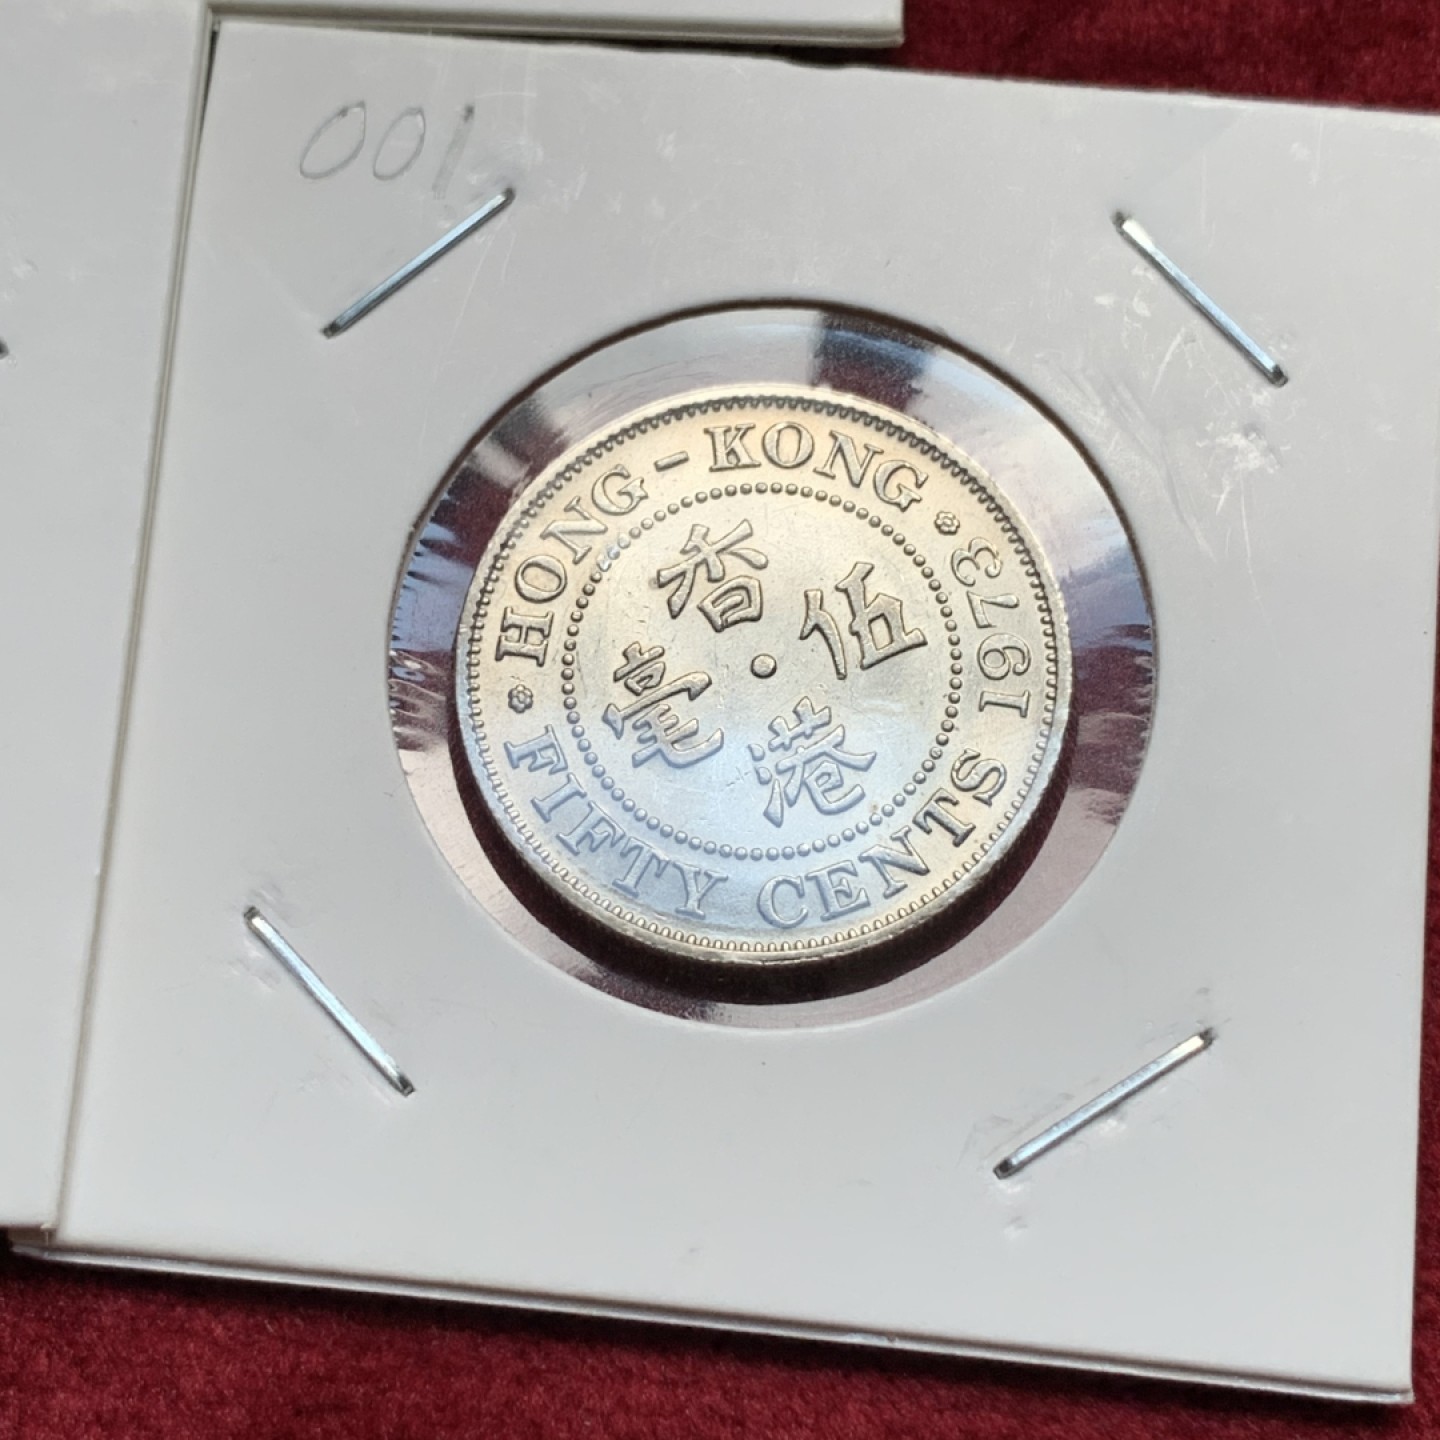 001
HONG-KONG
1973
FIFTY CENTS
香
港
伍
毫